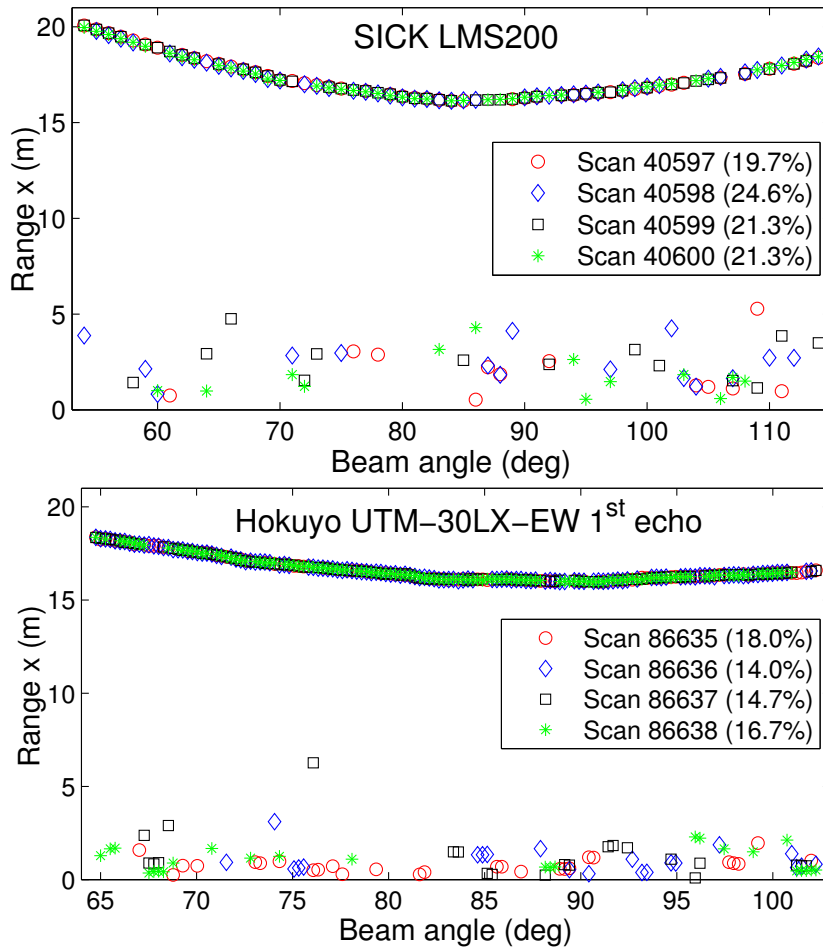 SICK LMS200
Range x (m)
20
15
10
5
0
Scan 40597 (19.7%)
Scan 40598 (24.6%)
Scan 40599 (21.3%)
Scan 40600 (21.3%)
60 70 80 90 100 110
Beam angle (deg)
Hokuyo UTM−30LX−EW 1st echo
Range x (m)
20
15
10
5
0
Scan 86635 (18.0%)
Scan 86636 (14.0%)
Scan 86637 (14.7%)
Scan 86638 (16.7%)
65 70 75 80 85 90 95 100
Beam angle (deg)